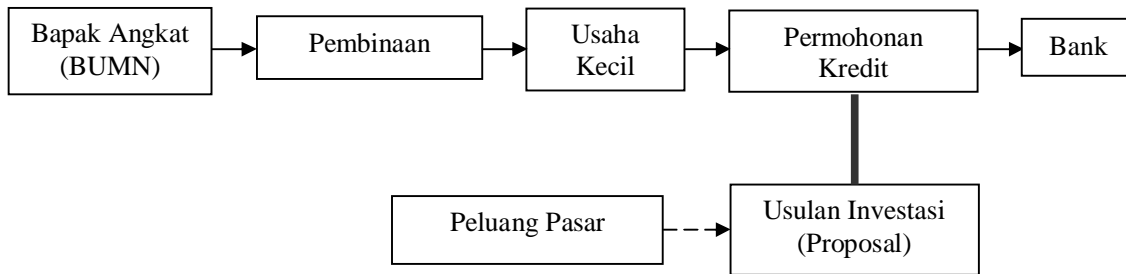 Bapak Angkat
(BUMN)
Pembinaan
Usaha
Kecil
Permohonan
Kredit
Bank
Peluang Pasar
Usulan Investasi
(Proposal)